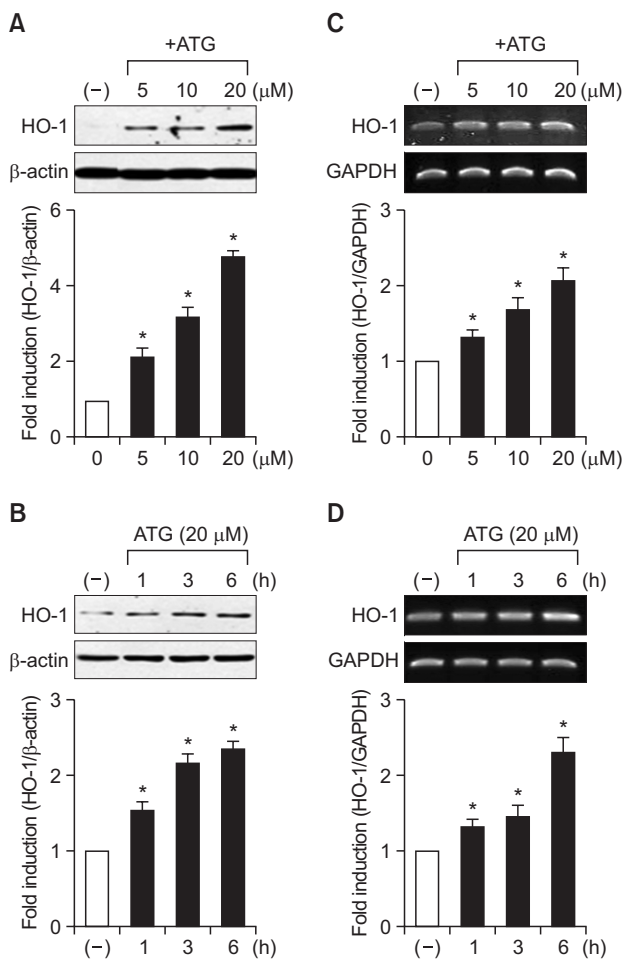 A
+ATG
(−) 5 10 20 (μM)
HO-1
β-actin
Fold induction (HO-1/β-actin)
6
4
2
0
* * *
0 5 10 20 (μM)
C
+ATG
(−) 5 10 20 (μM)
HO-1
GAPDH
Fold induction (HO-1/GAPDH)
3
2
1
0
* * *
0 5 10 20 (μM)
B
ATG (20 μM)
(−) 1 3 6 (h)
HO-1
β-actin
Fold induction (HO-1/β-actin)
3
2
1
0
* * *
(−) 1 3 6 (h)
D
ATG (20 μM)
(−) 1 3 6 (h)
HO-1
GAPDH
Fold induction (HO-1/GAPDH)
3
2
1
0
* * *
(−) 1 3 6 (h)